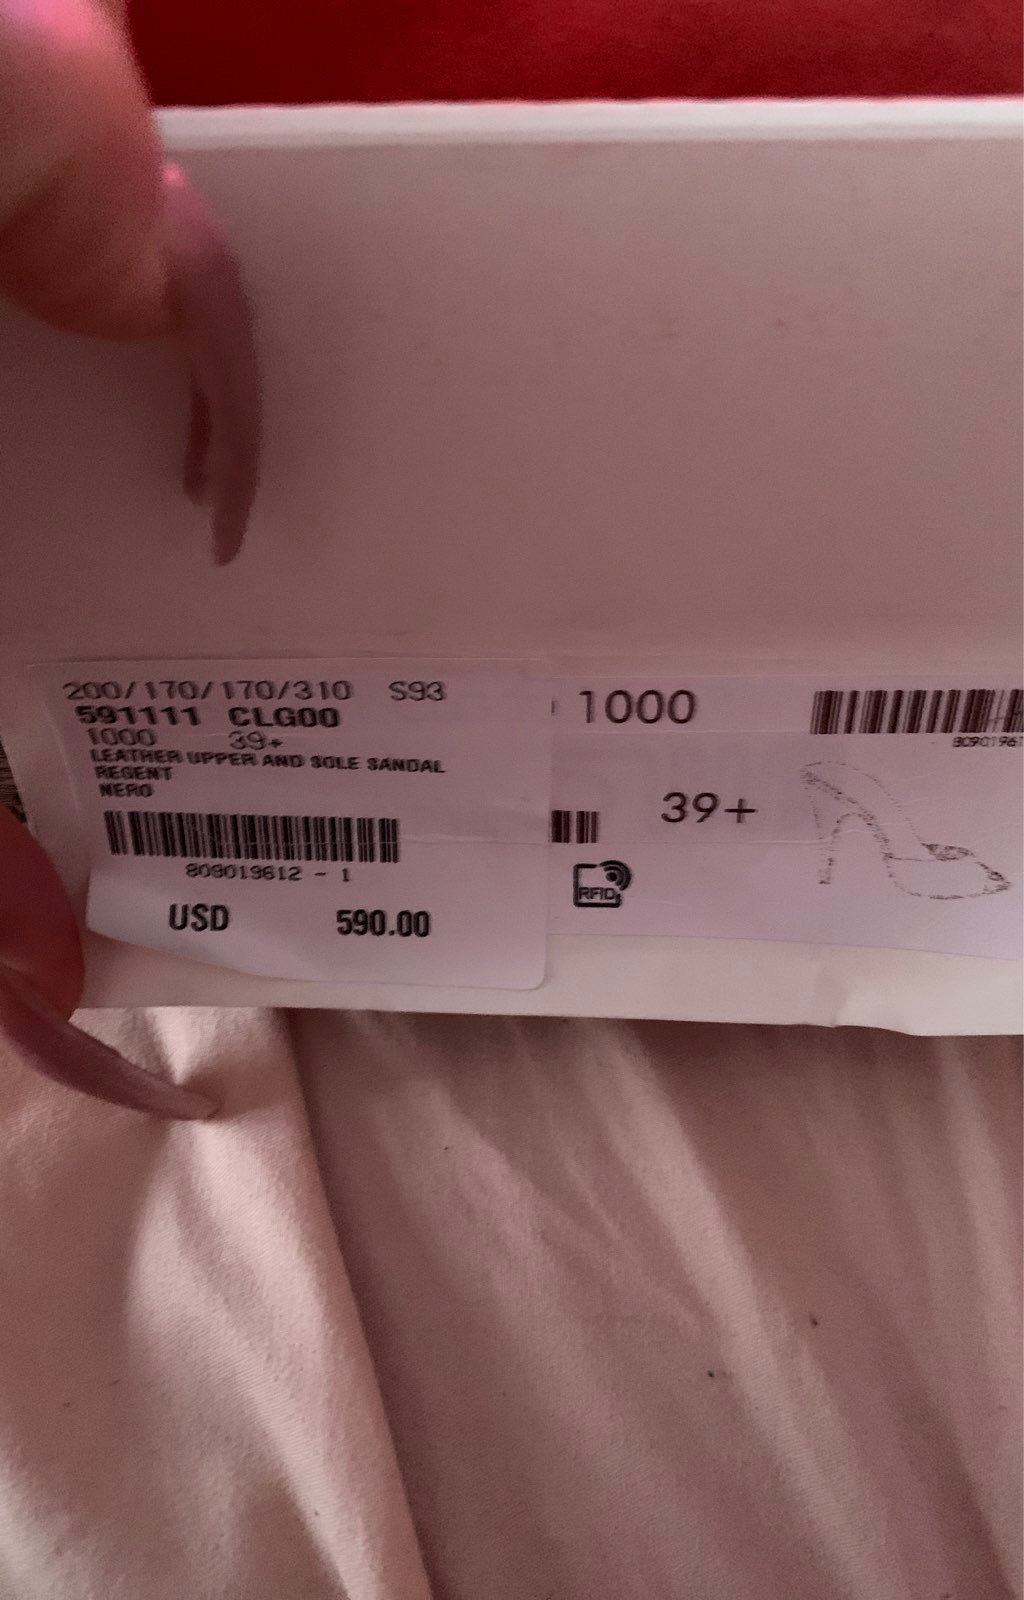 200/170/170/310 S93
591111 CLG00
1000 39+
LEATHER UPPER AND SOLE SANDAL
REGENT
NERO
809019612 - 1
USD 590.00
1000
8090196
39+
RFID